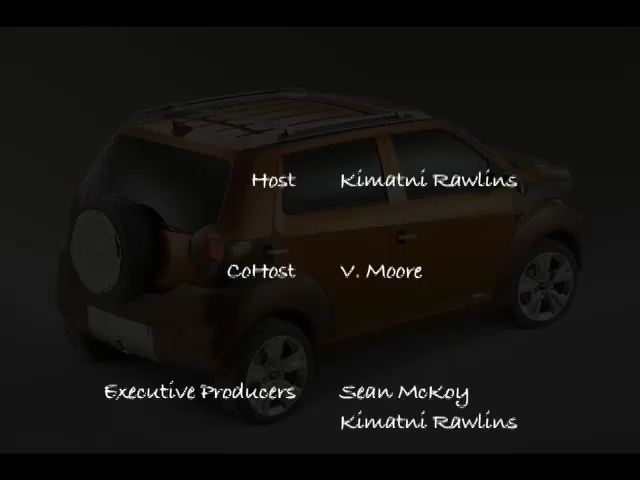 Host Kimatni Rawlins
CoHost V. Moore
Executive Producers Sean McKoy
Kimatni Rawlins